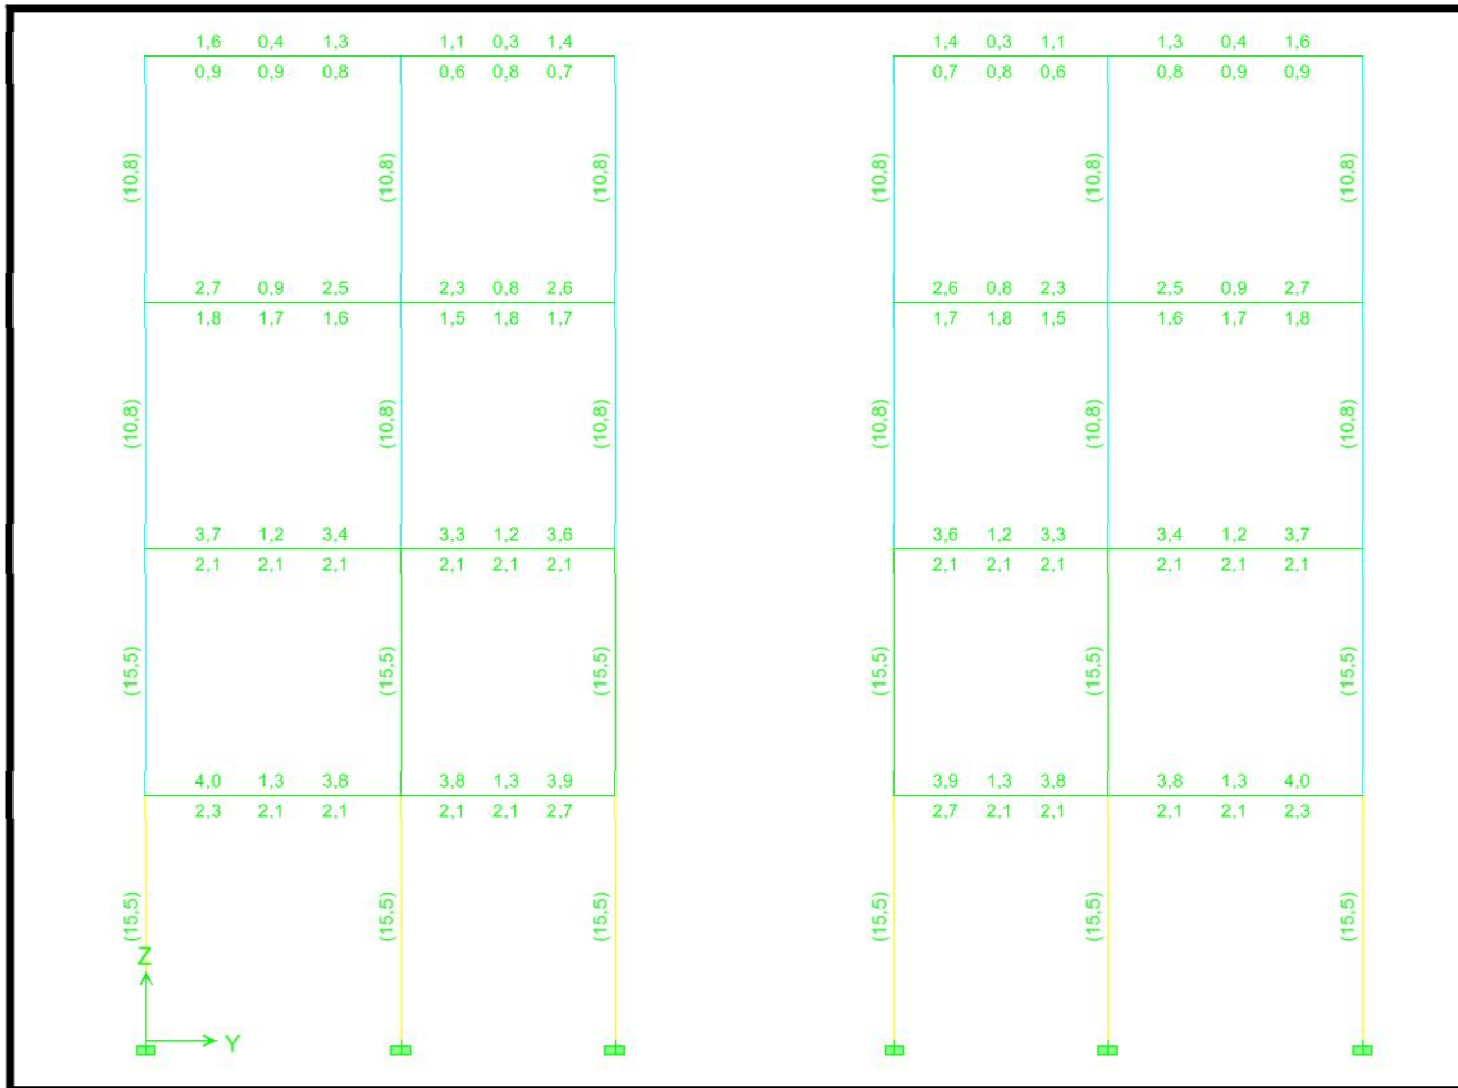 1,6 0,4 1,3 1,1 0,3 1,4 1,4 0,3 1,1 1,3 0,4 1,6
0,9 0,9 0,8 0,6 0,8 0,7 0,7 0,8 0,6 0,8 0,9 0,9
(10,8) (10,8) (10,8) (10,8) (10,8) (10,8)
2,7 0,9 2,5 2,3 0,8 2,6 2,6 0,8 2,3 2,5 0,9 2,7
1,8 1,7 1,6 1,5 1,8 1,7 1,7 1,8 1,5 1,6 1,7 1,8
(10,8) (10,8) (10,8) (10,8) (10,8) (10,8)
3,7 1,2 3,4 3,3 1,2 3,6 3,6 1,2 3,3 3,4 1,2 3,7
2,1 2,1 2,1 2,1 2,1 2,1 2,1 2,1 2,1 2,1 2,1 2,1
(15,5) (15,5) (15,5) (15,5) (15,5) (15,5)
4,0 1,3 3,8 3,8 1,3 3,9 3,9 1,3 3,8 3,8 1,3 4,0
2,3 2,1 2,1 2,1 2,1 2,7 2,7 2,1 2,1 2,1 2,1 2,3
(15,5) (15,5) (15,5) (15,5) (15,5) (15,5)
Z
Y